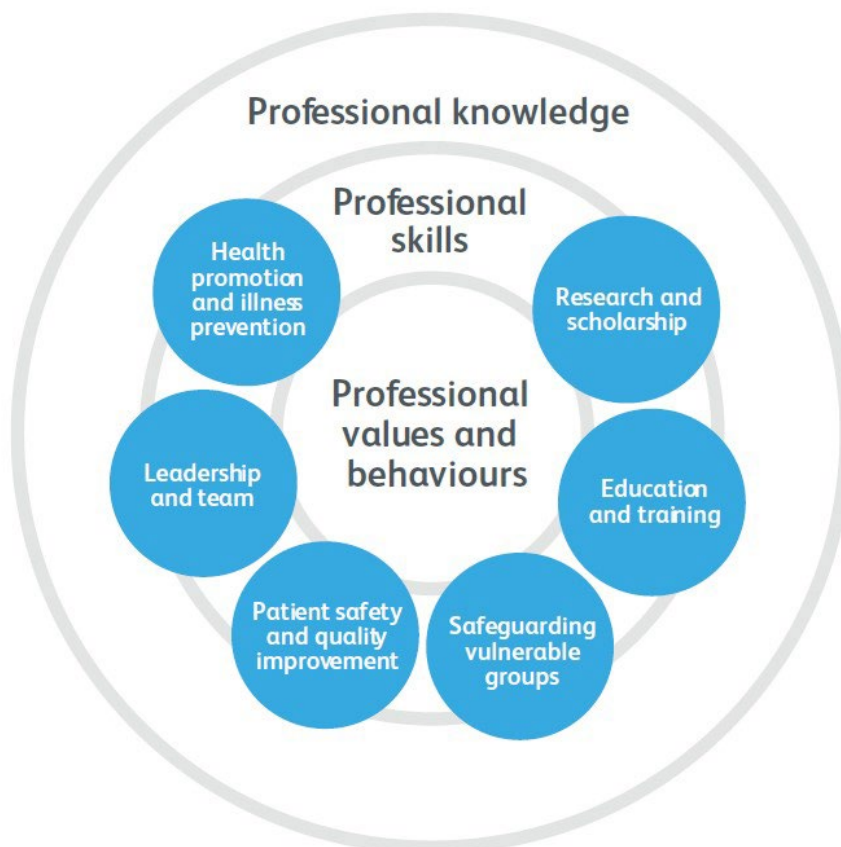 Professional knowledge
Professional
skills
Professional
values and
behaviours
Health
promotion
and illness
prevention
Leadership
and team
Patient safety
and quality
improvement
Safeguarding
vulnerable
groups
Education
and training
Research and
scholarship